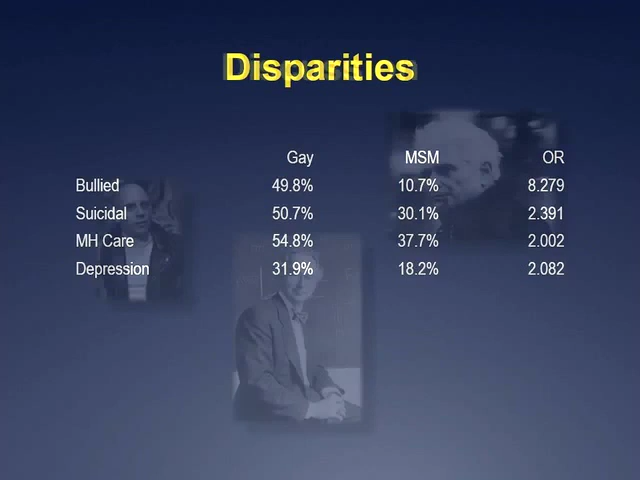 Disparities
Gay MSM OR
Bullied 49.8% 10.7% 8.279
Suicidal 50.7% 30.1% 2.391
MH Care 54.8% 37.7% 2.002
Depression 31.9% 18.2% 2.082